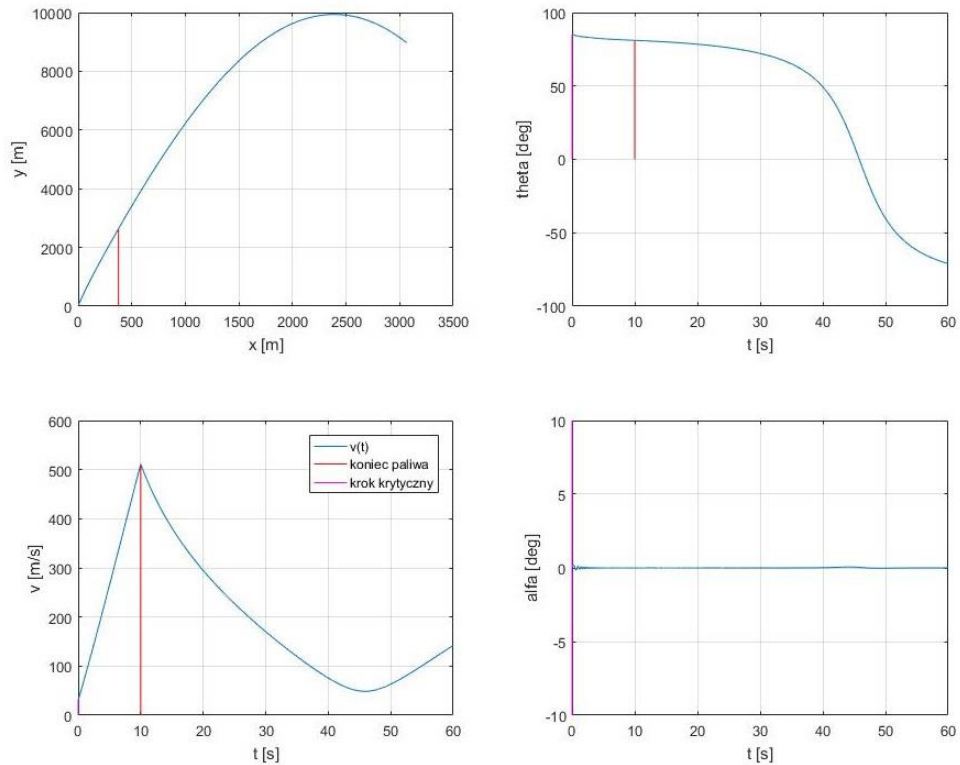 10000
8000
6000
4000
2000
0
y [m]
0 500 1000 1500 2000 2500 3000 3500
x [m]
100
50
0
-50
-100
theta [deg]
0 10 20 30 40 50 60
t [s]
600
500
400
300
200
100
0
v [m/s]
v(t)
koniec paliwa
krok krytyczny
0 10 20 30 40 50 60
t [s]
10
5
0
-5
-10
alfa [deg]
0 10 20 30 40 50 60
t [s]